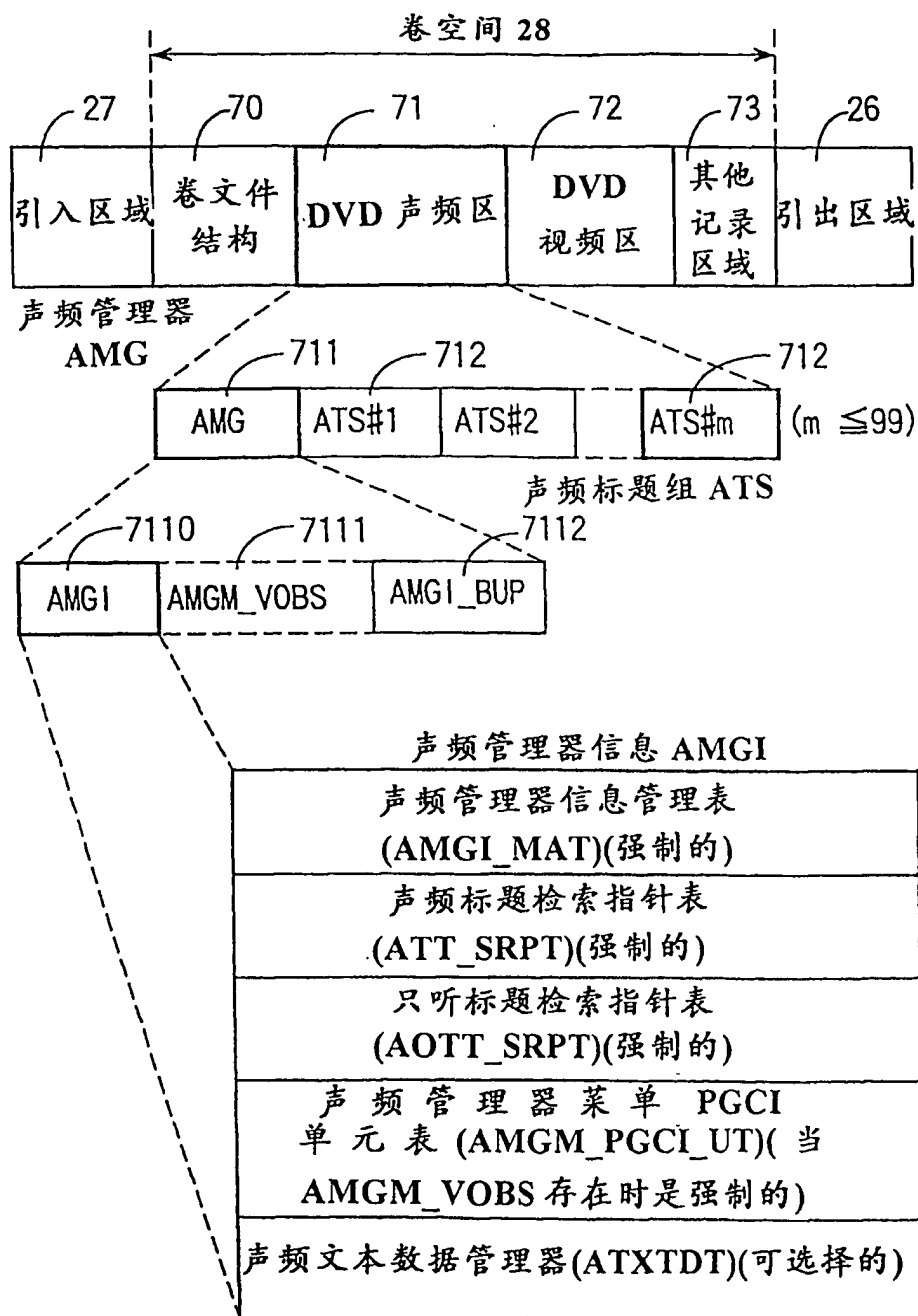 卷空间 28
27 70 71 72 73 26
引入区域 卷文件结构 DVD 声频区 DVD 视频区 其他记录区域 引出区域
声频管理器
AMG
711 712 712
AMG ATS#1 ATS#2 ATS#m (m ≦99)
声频标题组 ATS
7110 7111 7112
AMGI AMGM_VOBS AMGI_BUP
声频管理器信息 AMGI
声频管理器信息管理表
(AMGI_MAT)(强制的)
声频标题检索指针表
(ATT_SRPT)(强制的)
只听标题检索指针表
(AOTT_SRPT)(强制的)
声频管理器菜单 PGCI
单元表 (AMGM_PGCI_UT)( 当
AMGM_VOBS 存在时是强制的)
声频文本数据管理器(ATXTDT)(可选择的)